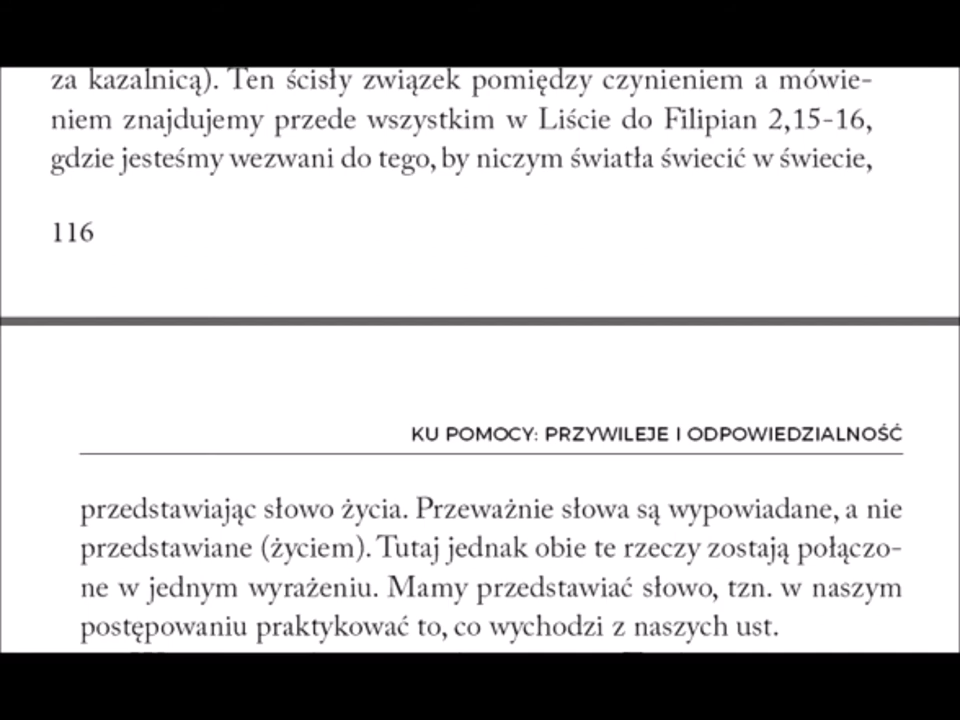 za kazalnicą). Ten ścisły związek pomiędzy czynieniem a mówie-
niem znajdujemy przede wszystkim w Liście do Filipian 2,15-16,
gdzie jesteśmy wezwani do tego, by niczym światła świecić w świecie,
116
KU POMOCY: PRZYWILEJE I ODPOWIEDZIALNOŚĆ
przedstawiając słowo życia. Przeważnie słowa są wypowiadane, a nie
przedstawiane (życiem). Tutaj jednak obie te rzeczy zostają połączo-
ne w jednym wyrażeniu. Mamy przedstawiać słowo, tzn. w naszym
postępowaniu praktykować to, co wychodzi z naszych ust.